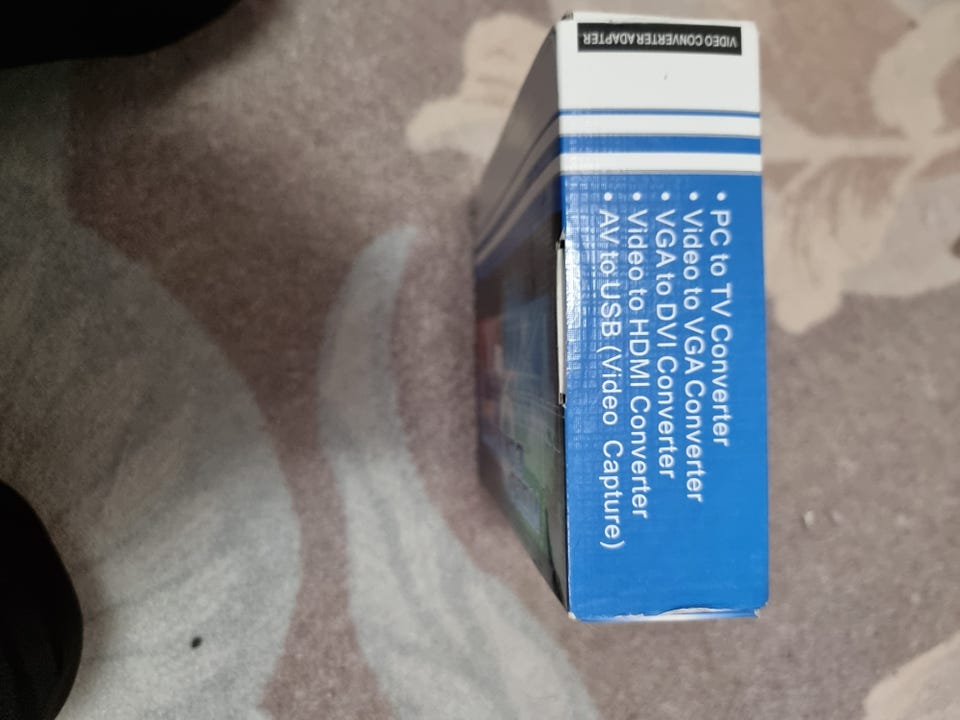 VIDEO CONVERTER ADAPTER
• PC to TV Converter
• Video to VGA Converter
• VGA to DVI Converter
• Video to HDMI Converter
• AV to USB (Video Capture)